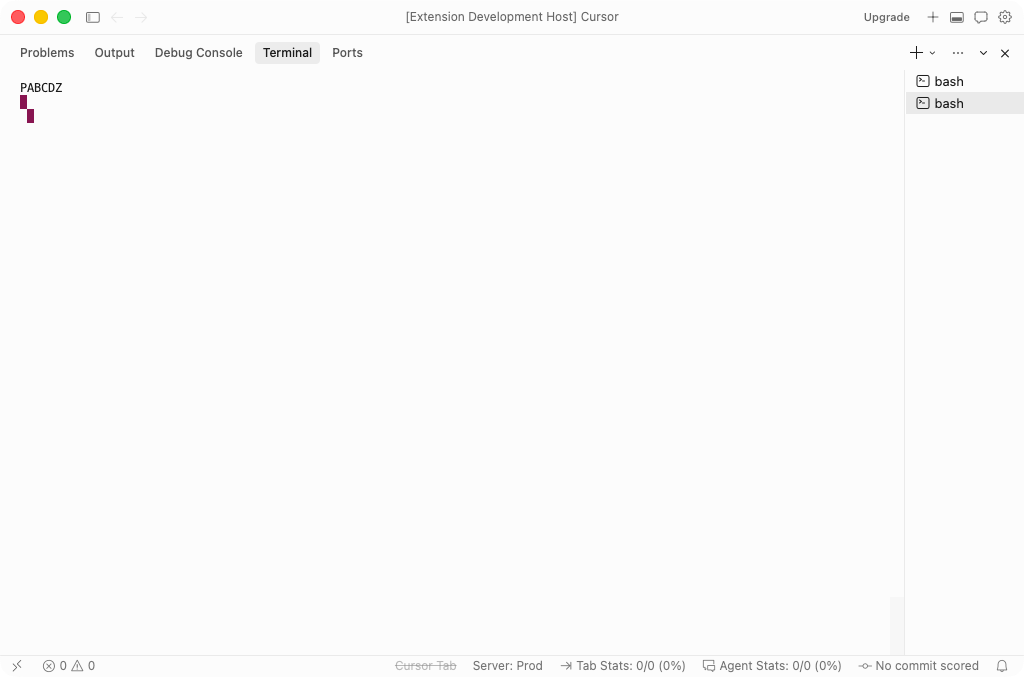 [Extension Development Host] Cursor
Upgrade
Problems Output Debug Console Terminal Ports
PABCDZ
bash
bash
0 0 Cursor Tab Server: Prod Tab Stats: 0/0 (0%) Agent Stats: 0/0 (0%) No commit scored